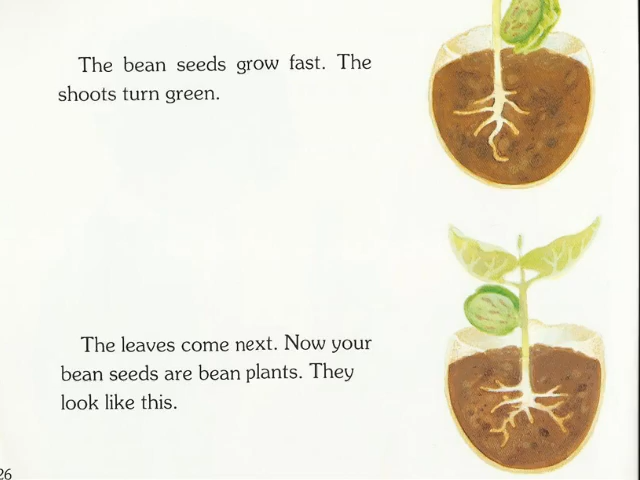 The bean seeds grow fast. The
shoots turn green.
The leaves come next. Now your
bean seeds are bean plants. They
look like this.
26